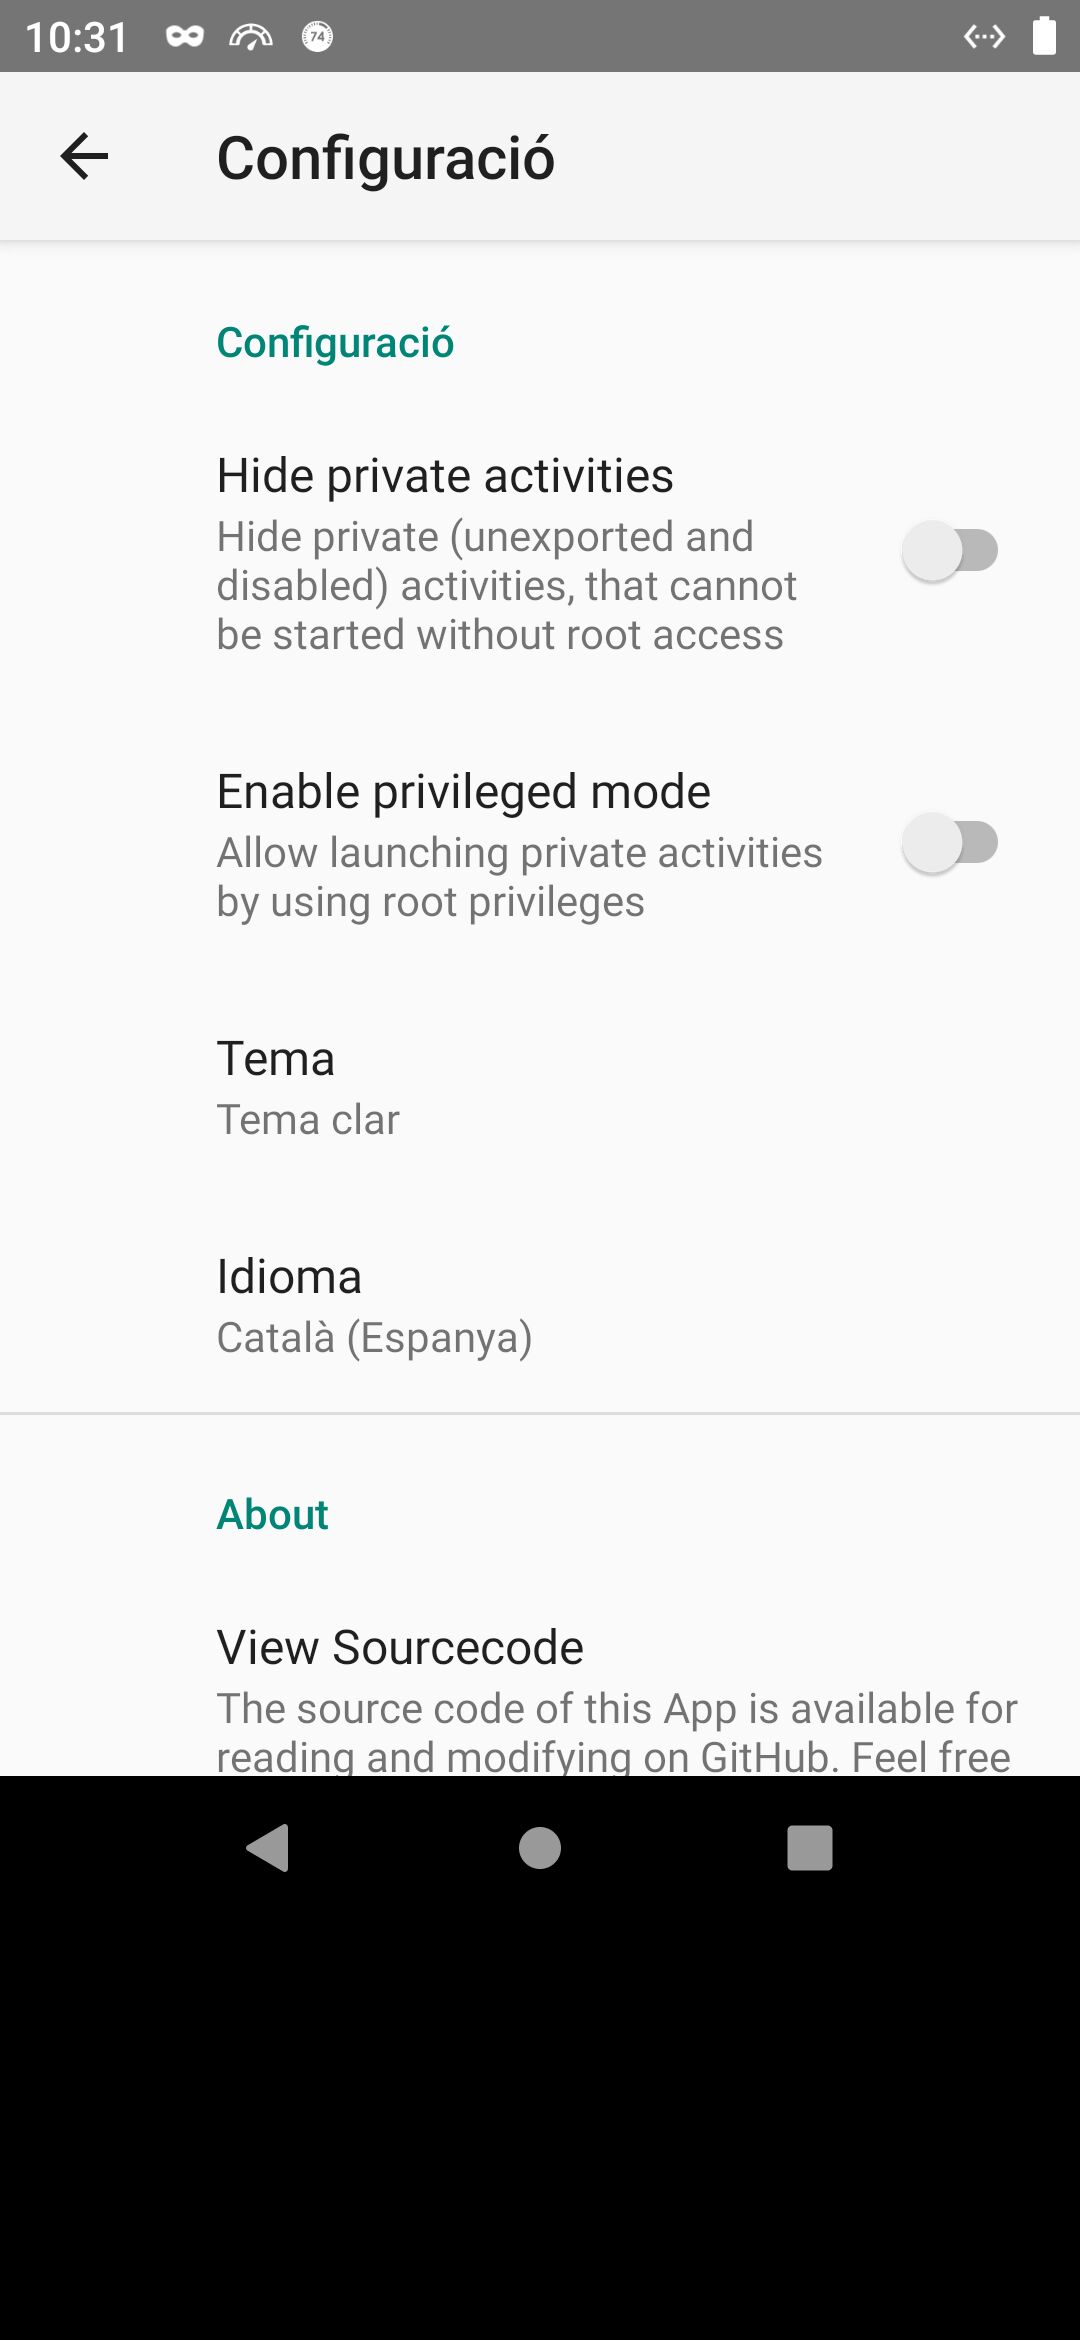 10:31
74
Configuració
Configuració
Hide private activities
Hide private (unexported and
disabled) activities, that cannot
be started without root access
Enable privileged mode
Allow launching private activities
by using root privileges
Tema
Tema clar
Idioma
Català (Espanya)
About
View Sourcecode
The source code of this App is available for
reading and modifying on GitHub. Feel free